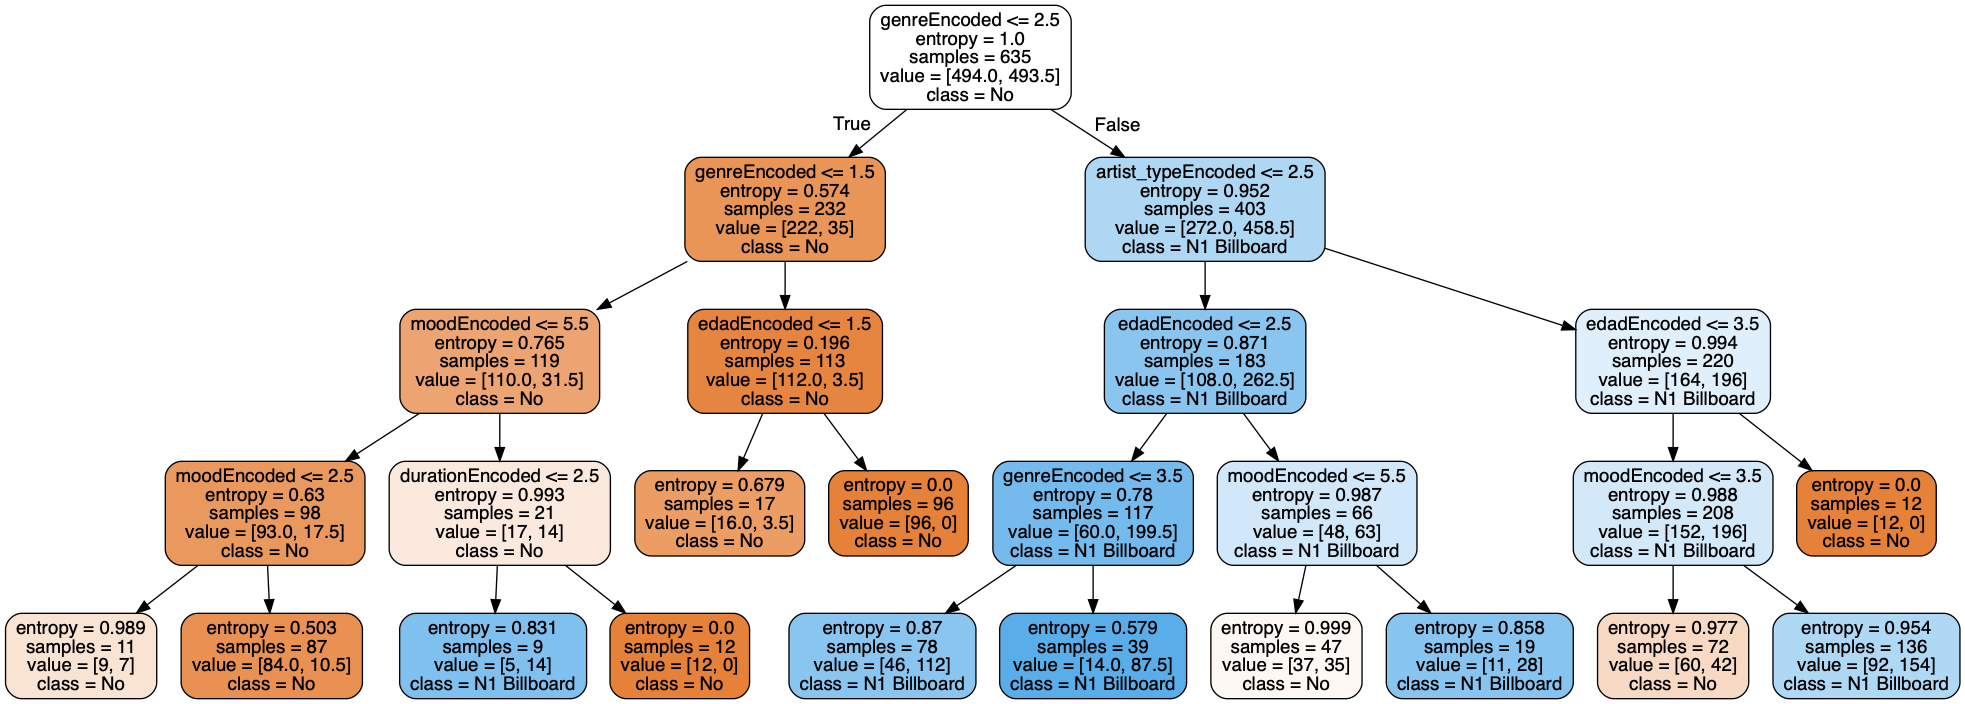 genreEncoded <= 2.5
entropy = 1.0
samples = 635
value = [494.0, 493.5]
class = No
True
False
genreEncoded <= 1.5
entropy = 0.574
samples = 232
value = [222, 35]
class = No
artist_typeEncoded <= 2.5
entropy = 0.952
samples = 403
value = [272.0, 458.5]
class = N1 Billboard
moodEncoded <= 5.5
entropy = 0.765
samples = 119
value = [110.0, 31.5]
class = No
edadEncoded <= 1.5
entropy = 0.196
samples = 113
value = [112.0, 3.5]
class = No
edadEncoded <= 2.5
entropy = 0.871
samples = 183
value = [108.0, 262.5]
class = N1 Billboard
edadEncoded <= 3.5
entropy = 0.994
samples = 220
value = [164, 196]
class = N1 Billboard
moodEncoded <= 2.5
entropy = 0.63
samples = 98
value = [93.0, 17.5]
class = No
durationEncoded <= 2.5
entropy = 0.993
samples = 21
value = [17, 14]
class = No
entropy = 0.679
samples = 17
value = [16.0, 3.5]
class = No
entropy = 0.0
samples = 96
value = [96, 0]
class = No
genreEncoded <= 3.5
entropy = 0.78
samples = 117
value = [60.0, 199.5]
class = N1 Billboard
moodEncoded <= 5.5
entropy = 0.987
samples = 66
value = [48, 63]
class = N1 Billboard
moodEncoded <= 3.5
entropy = 0.988
samples = 208
value = [152, 196]
class = N1 Billboard
entropy = 0.0
samples = 12
value = [12, 0]
class = No
entropy = 0.989
samples = 11
value = [9, 7]
class = No
entropy = 0.503
samples = 87
value = [84.0, 10.5]
class = No
entropy = 0.831
samples = 9
value = [5, 14]
class = N1 Billboard
entropy = 0.0
samples = 12
value = [12, 0]
class = No
entropy = 0.87
samples = 78
value = [46, 112]
class = N1 Billboard
entropy = 0.579
samples = 39
value = [14.0, 87.5]
class = N1 Billboard
entropy = 0.999
samples = 47
value = [37, 35]
class = No
entropy = 0.858
samples = 19
value = [11, 28]
class = N1 Billboard
entropy = 0.977
samples = 72
value = [60, 42]
class = No
entropy = 0.954
samples = 136
value = [92, 154]
class = N1 Billboard